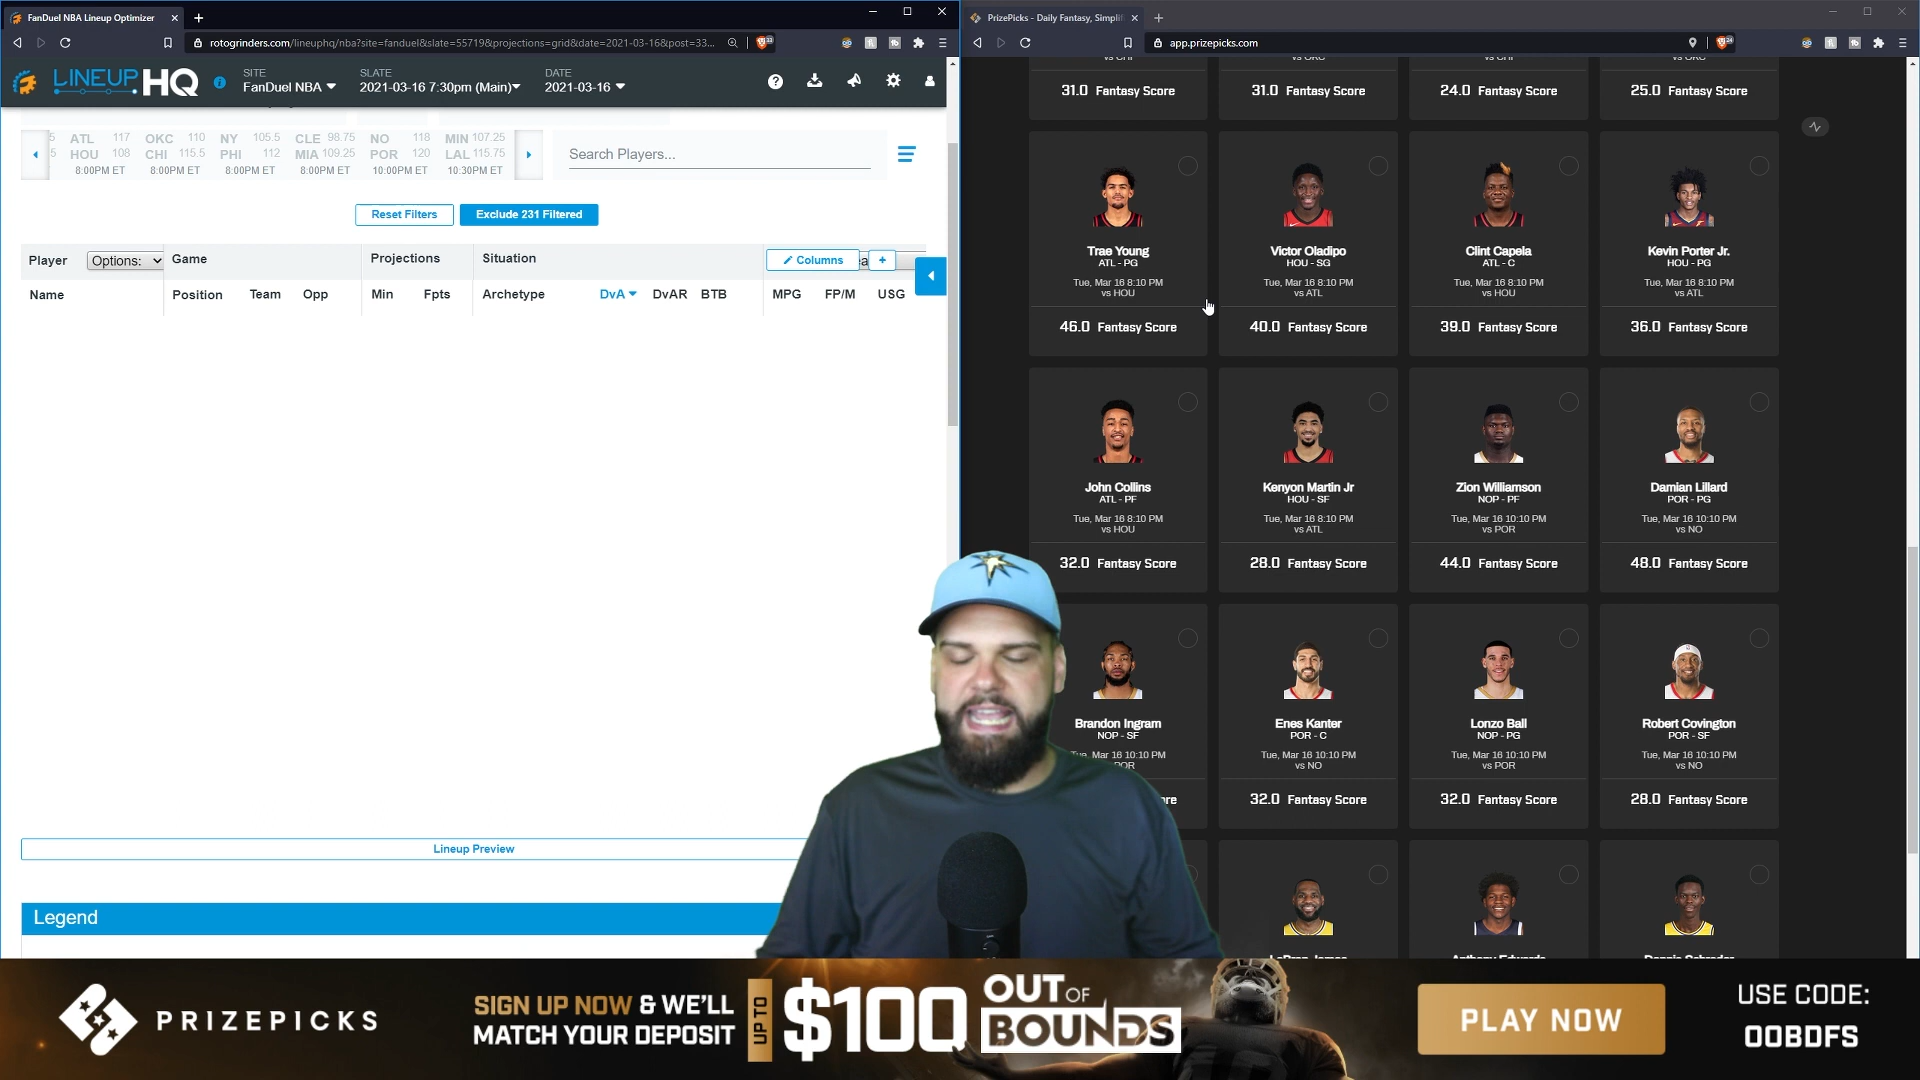 FanDuel NBA Lineup Optimizer
rotogrinders.com/lineuphq/nba?site=fanduel&slate=55719&projections=grid&date=2021-03-16&post=33...
LINEUPHQ
SITE
FanDuel NBA
SLATE
2021-03-16 7:30pm (Main)
DATE
2021-03-16
5 ATL 117 OKC 110 NY 105.5 CLE 98.75 NO 118 MIN 107.25
5 HOU 108 CHI 115.5 PHI 112 MIA 109.25 POR 120 LAL 115.75
8:00PM ET 8:00PM ET 8:00PM ET 8:00PM ET 10:00PM ET 10:30PM ET
Search Players...
Reset Filters
Exclude 231 Filtered
Player Options: Game Projections Situation Columns +
Name Position Team Opp Min Fpts Archetype DvA DvAR BTB MPG FP/M USG
Lineup Preview
Legend
PrizePicks - Daily Fantasy, Simplif
app.prizepicks.com
31.0 Fantasy Score
31.0 Fantasy Score
24.0 Fantasy Score
25.0 Fantasy Score
Trae Young
ATL - PG
Tue, Mar 16 8:10 PM
vs HOU
46.0 Fantasy Score
Victor Oladipo
HOU - SG
Tue, Mar 16 8:10 PM
vs ATL
40.0 Fantasy Score
Clint Capela
ATL - C
Tue, Mar 16 8:10 PM
vs HOU
39.0 Fantasy Score
Kevin Porter Jr.
HOU - PG
Tue, Mar 16 8:10 PM
vs ATL
36.0 Fantasy Score
John Collins
ATL - PF
Tue, Mar 16 8:10 PM
vs HOU
32.0 Fantasy Score
Kenyon Martin Jr
HOU - SF
Tue, Mar 16 8:10 PM
vs ATL
28.0 Fantasy Score
Zion Williamson
NOP - PF
Tue, Mar 16 10:10 PM
vs POR
44.0 Fantasy Score
Damian Lillard
POR - PG
Tue, Mar 16 10:10 PM
vs NO
48.0 Fantasy Score
Brandon Ingram
NOP - SF
Mar 16 10:10 PM
POR
Enes Kanter
POR - C
Tue, Mar 16 10:10 PM
vs NO
32.0 Fantasy Score
Lonzo Ball
NOP - PG
Tue, Mar 16 10:10 PM
vs POR
32.0 Fantasy Score
Robert Covington
POR - SF
Tue, Mar 16 10:10 PM
vs NO
28.0 Fantasy Score
PRIZEPICKS
SIGN UP NOW & WE'LL
MATCH YOUR DEPOSIT
UP TO
$100
OUT OF
BOUNDS
PLAY NOW
USE CODE:
OOBDFS